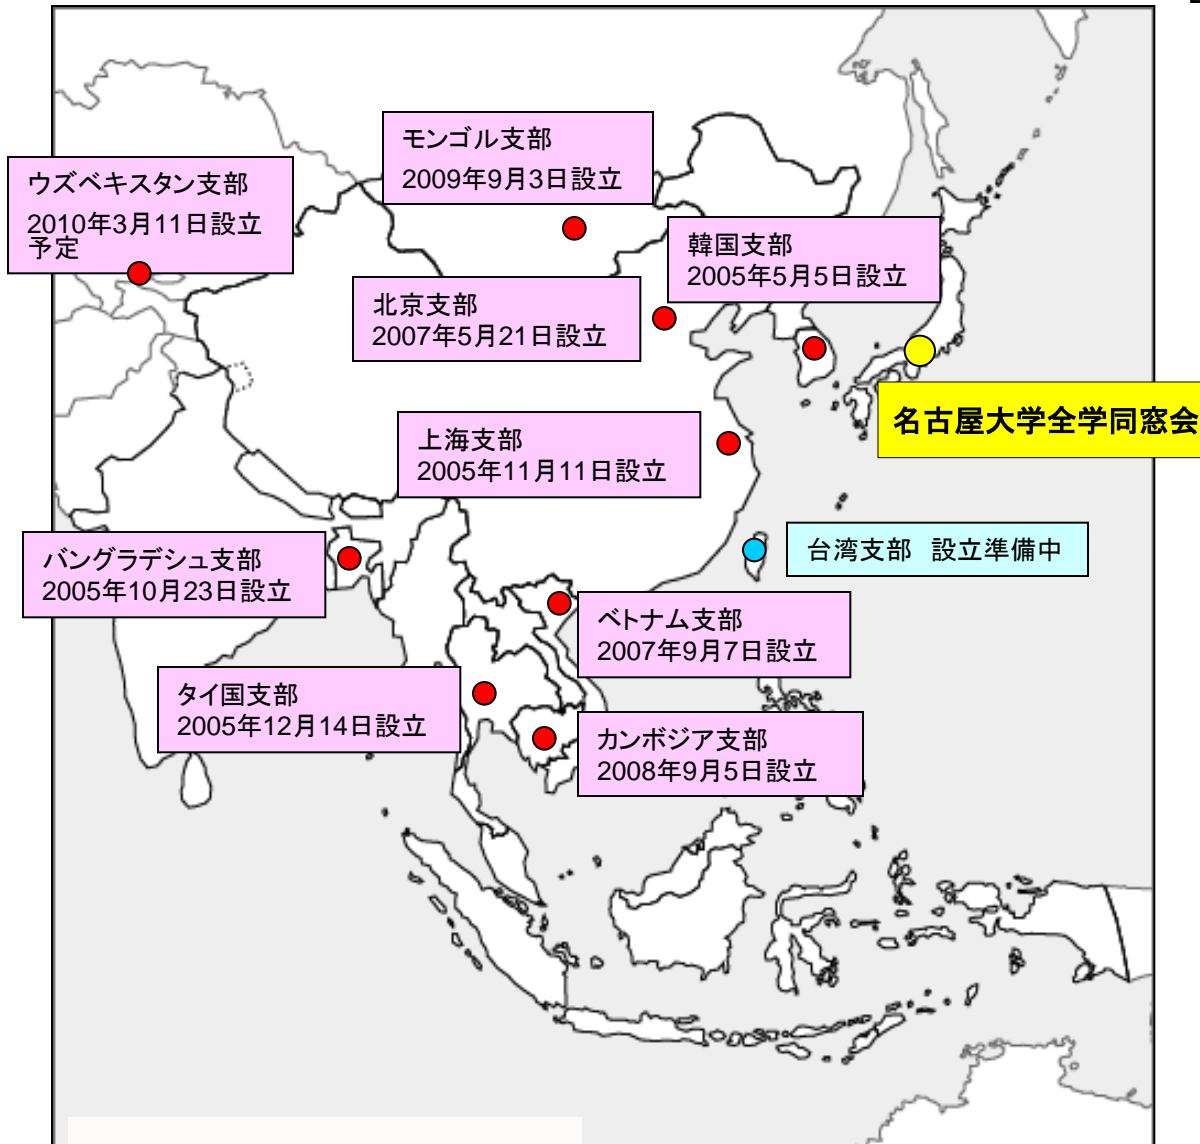 モンゴル支部
2009年9月3日設立
ウズベキスタン支部
2010年3月11日設立
予定
韓国支部
2005年5月5日設立
北京支部
2007年5月21日設立
名古屋大学全学同窓会
上海支部
2005年11月11日設立
台湾支部 設立準備中
バングラデシュ支部
2005年10月23日設立
ベトナム支部
2007年9月7日設立
タイ国支部
2005年12月14日設立
カンボジア支部
2008年9月5日設立